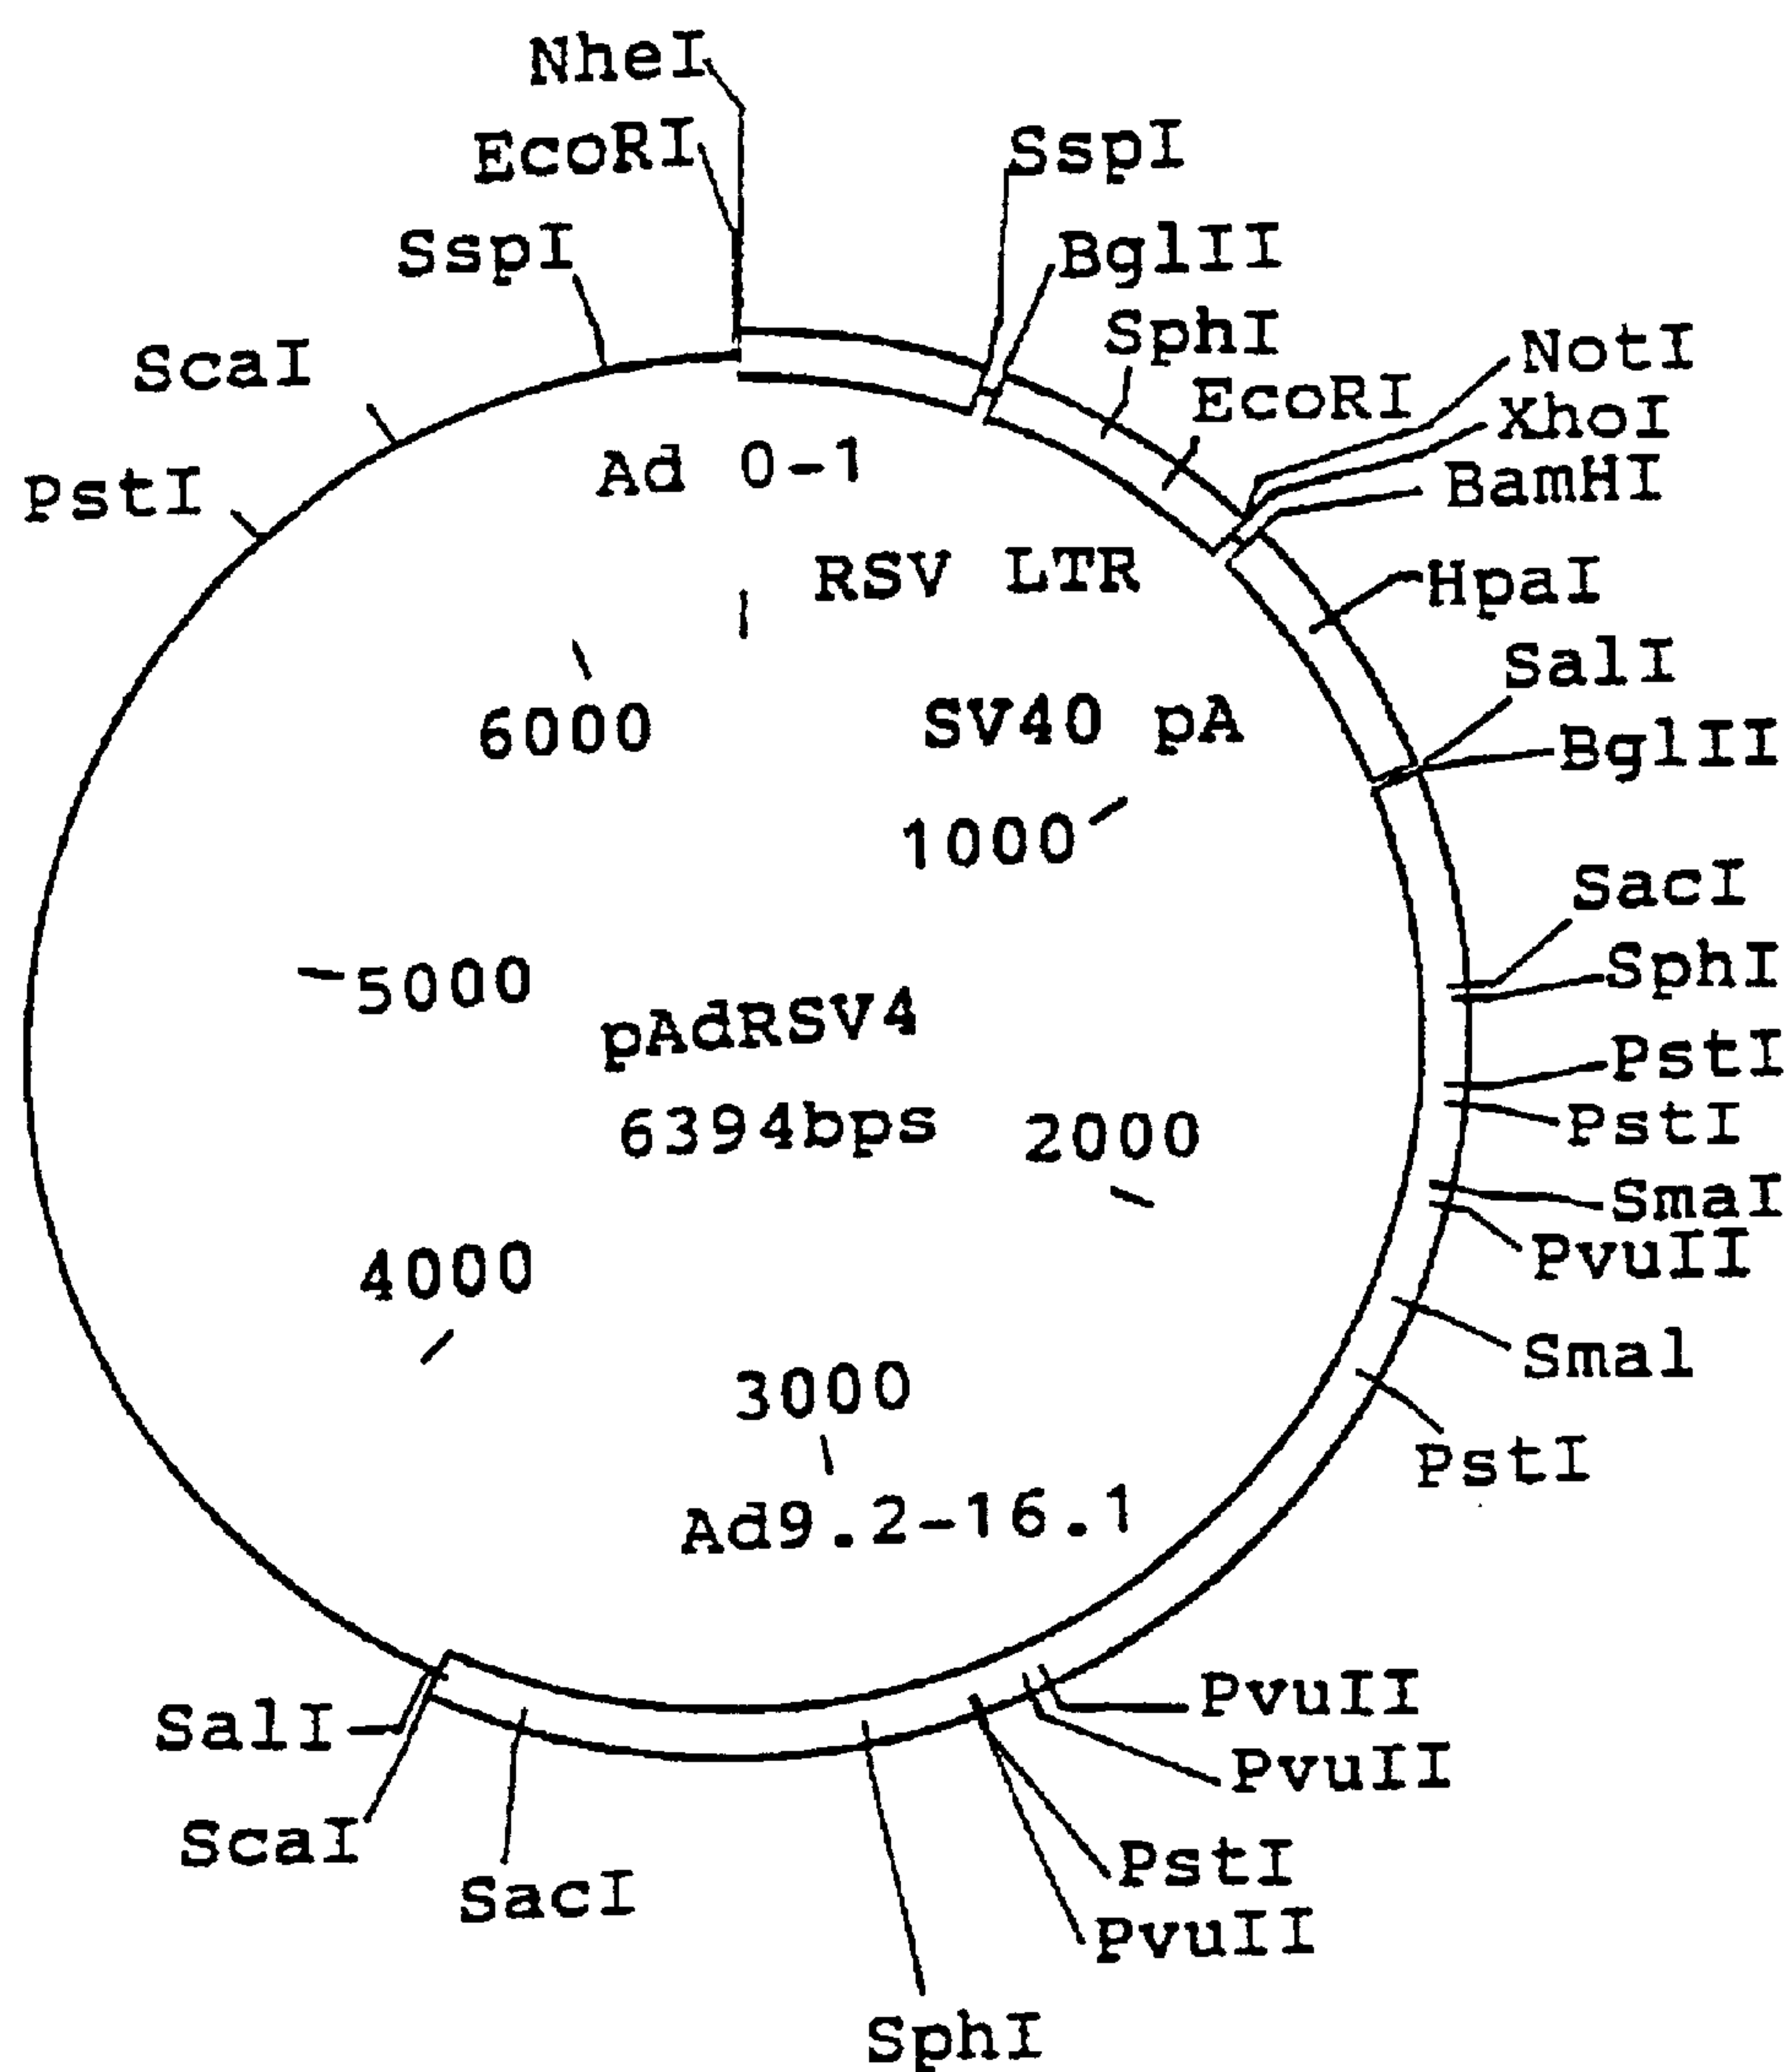 NheI
EcoRI
SspI
SspI
BglII
SphI
EcoRI
NotI
XhoI
BamHI
HpaI
SalI
BglII
SacI
SphI
PstI
PstI
SmaI
PvuII
Smal
PstI
PvuII
PvuII
PstI
PvuII
SphI
SacI
ScaI
SalI
PstI
ScaI
Ad 0-1
RSV LTR
SV40 pA
6000
1000
5000
pAdRSV4
6394bps
2000
4000
3000
Ad9.2-16.1